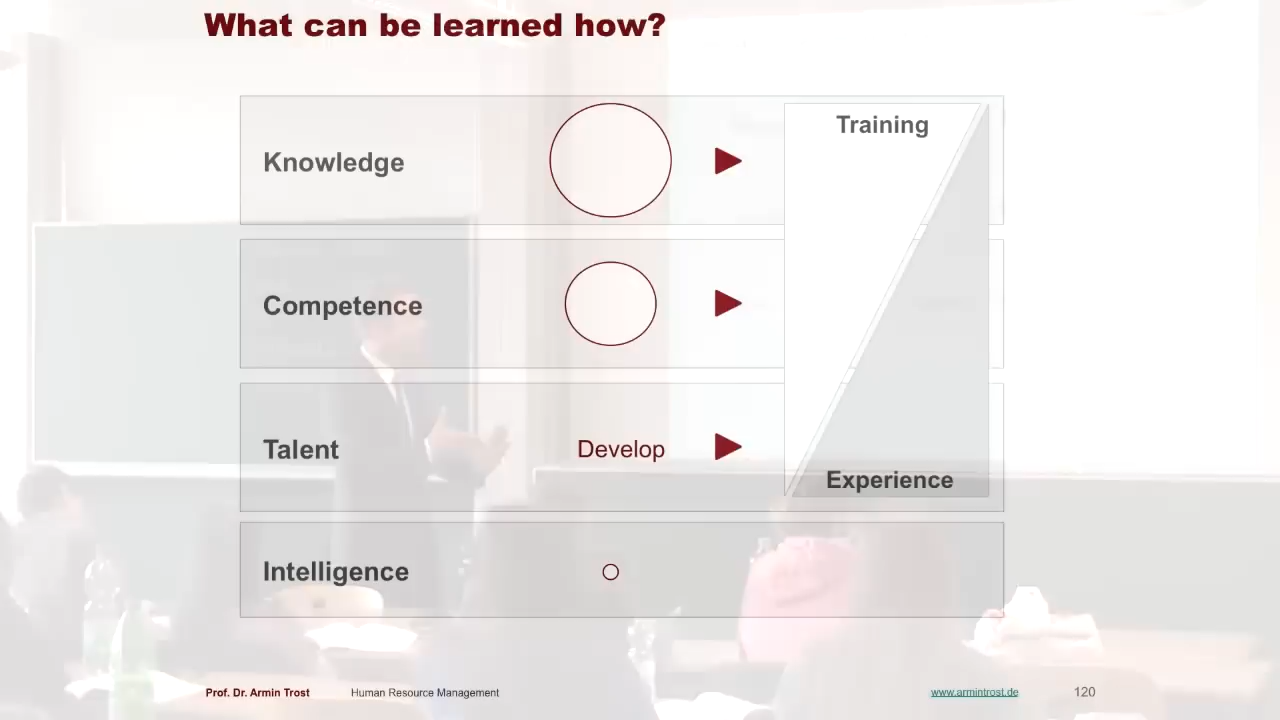 What can be learned how?
Knowledge
Training
Competence
Talent
Develop
Experience
Intelligence
Prof. Dr. Armin Trost
Human Resource Management
www.armintrost.de
120